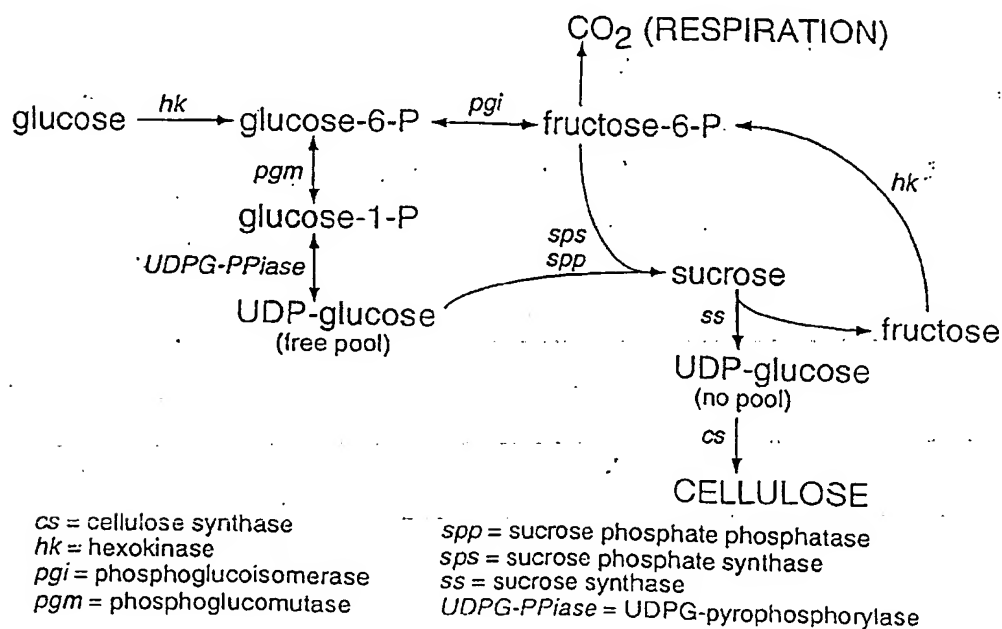 CO2 (RESPIRATION)
glucose
hk
glucose-6-P
pgi
fructose-6-P
pgm
hk
glucose-1-P
sps
UDPG-PPiase
spp
sucrose
UDP-glucose
(free pool)
ss
fructose
UDP-glucose
(no pool)
cs
CELLULOSE
cs = cellulose synthase
hk = hexokinase
pgi = phosphoglucoisomerase
pgm = phosphoglucomutase
spp = sucrose phosphate phosphatase
sps = sucrose phosphate synthase
ss = sucrose synthase
UDPG-PPiase = UDPG-pyrophosphorylase